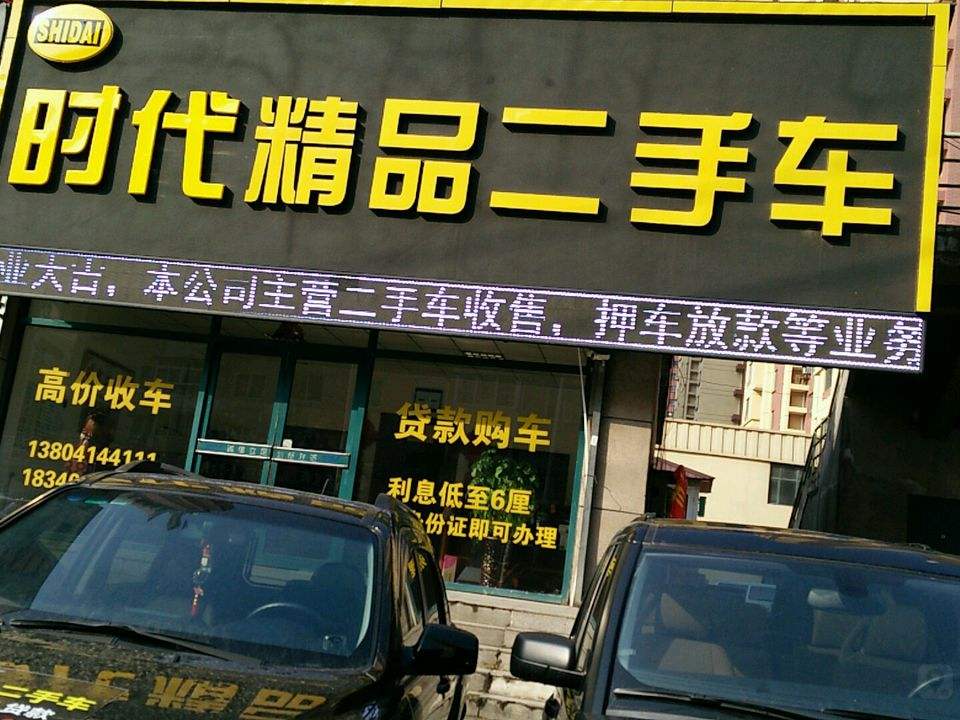 SHIDAI
时代精品二手车
业大吉，本公司主营二手车收售，押车放款等业务
高价收车
13804144111
贷款购车
利息低至6厘
份证即可办理
二手车
贷款